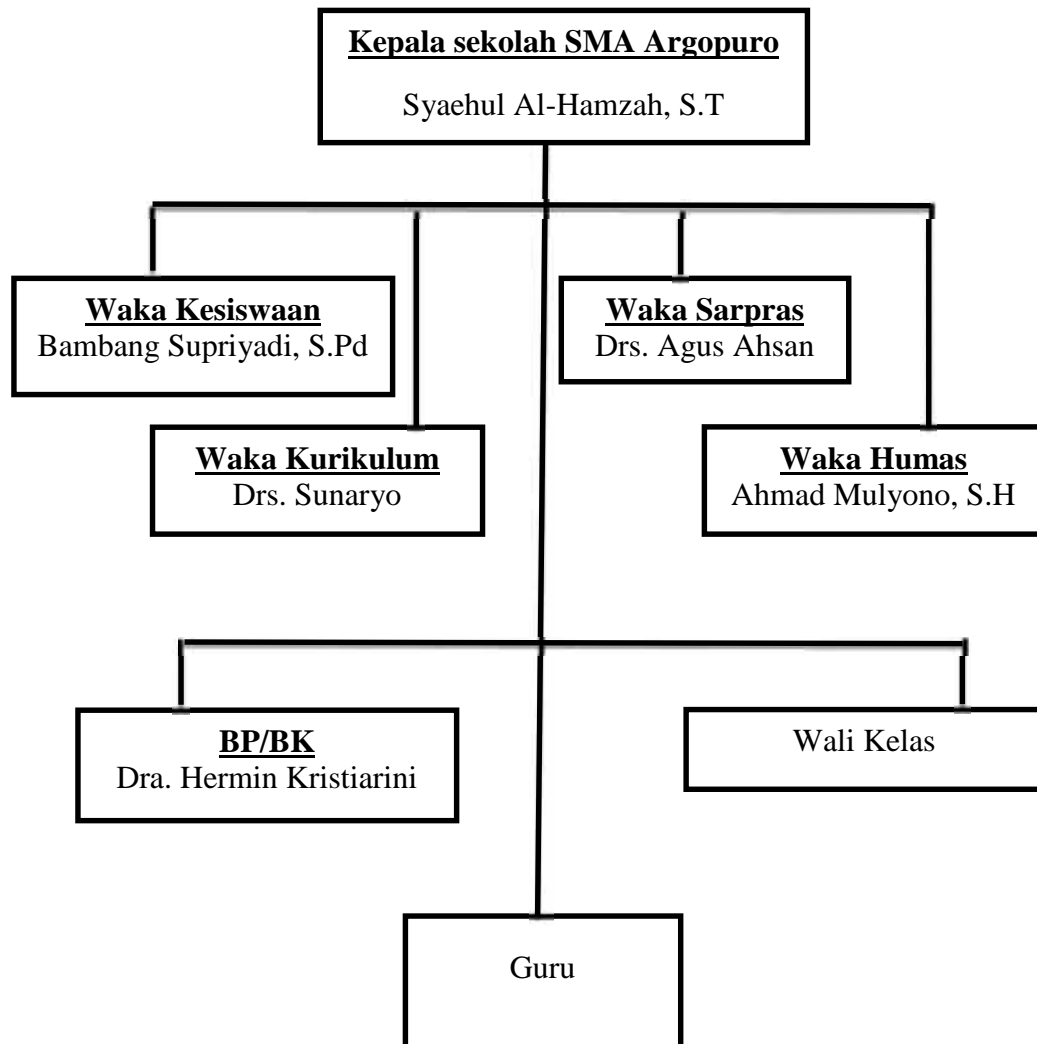 Kepala sekolah SMA Argopuro
Syaehul Al-Hamzah, S.T
Waka Kesiswaan
Bambang Supriyadi, S.Pd
Waka Sarpras
Drs. Agus Ahsan
Waka Kurikulum
Drs. Sunaryo
Waka Humas
Ahmad Mulyono, S.H
BP/BK
Dra. Hermin Kristiarini
Wali Kelas
Guru